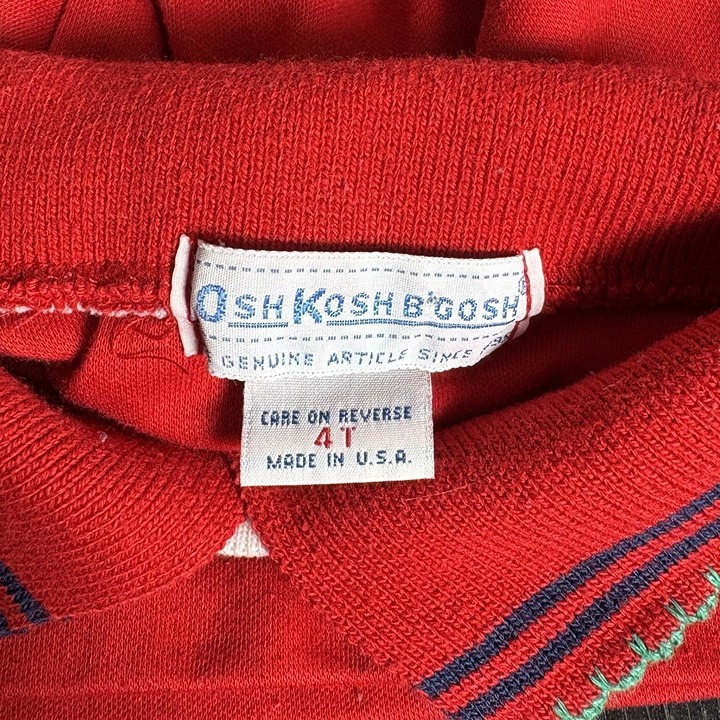 OSHKOSH B'GOSH®
GENUINE ARTICLE SINCE
CARE ON REVERSE
4T
MADE IN U.S.A.